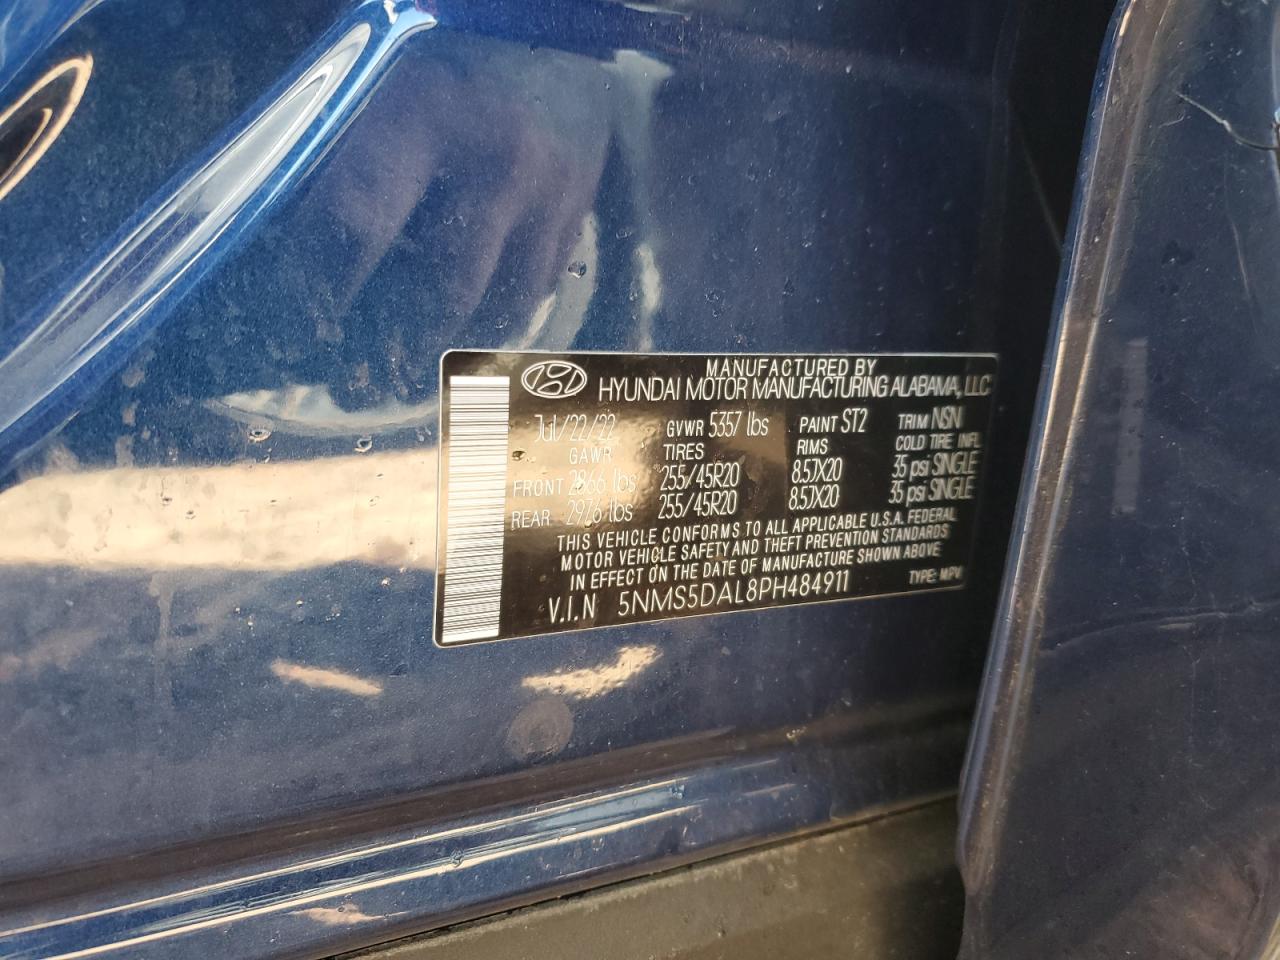 MANUFACTURED BY
HYUNDAI MOTOR MANUFACTURING ALABAMA, LLC
Jul/22/22 GVWR 5357 lbs PAINT ST2 TRIM NSN
GAWR TIRES RIMS COLD TIRE INFL
FRONT 2866 lbs 255/45R20 8.5JX20 35 psi SINGLE
REAR 2976 lbs 255/45R20 8.5JX20 35 psi SINGLE
THIS VEHICLE CONFORMS TO ALL APPLICABLE U.S.A. FEDERAL
MOTOR VEHICLE SAFETY AND THEFT PREVENTION STANDARDS
IN EFFECT ON THE DATE OF MANUFACTURE SHOWN ABOVE
V.I.N 5NMS5DAL8PH484911 TYPE: MPV